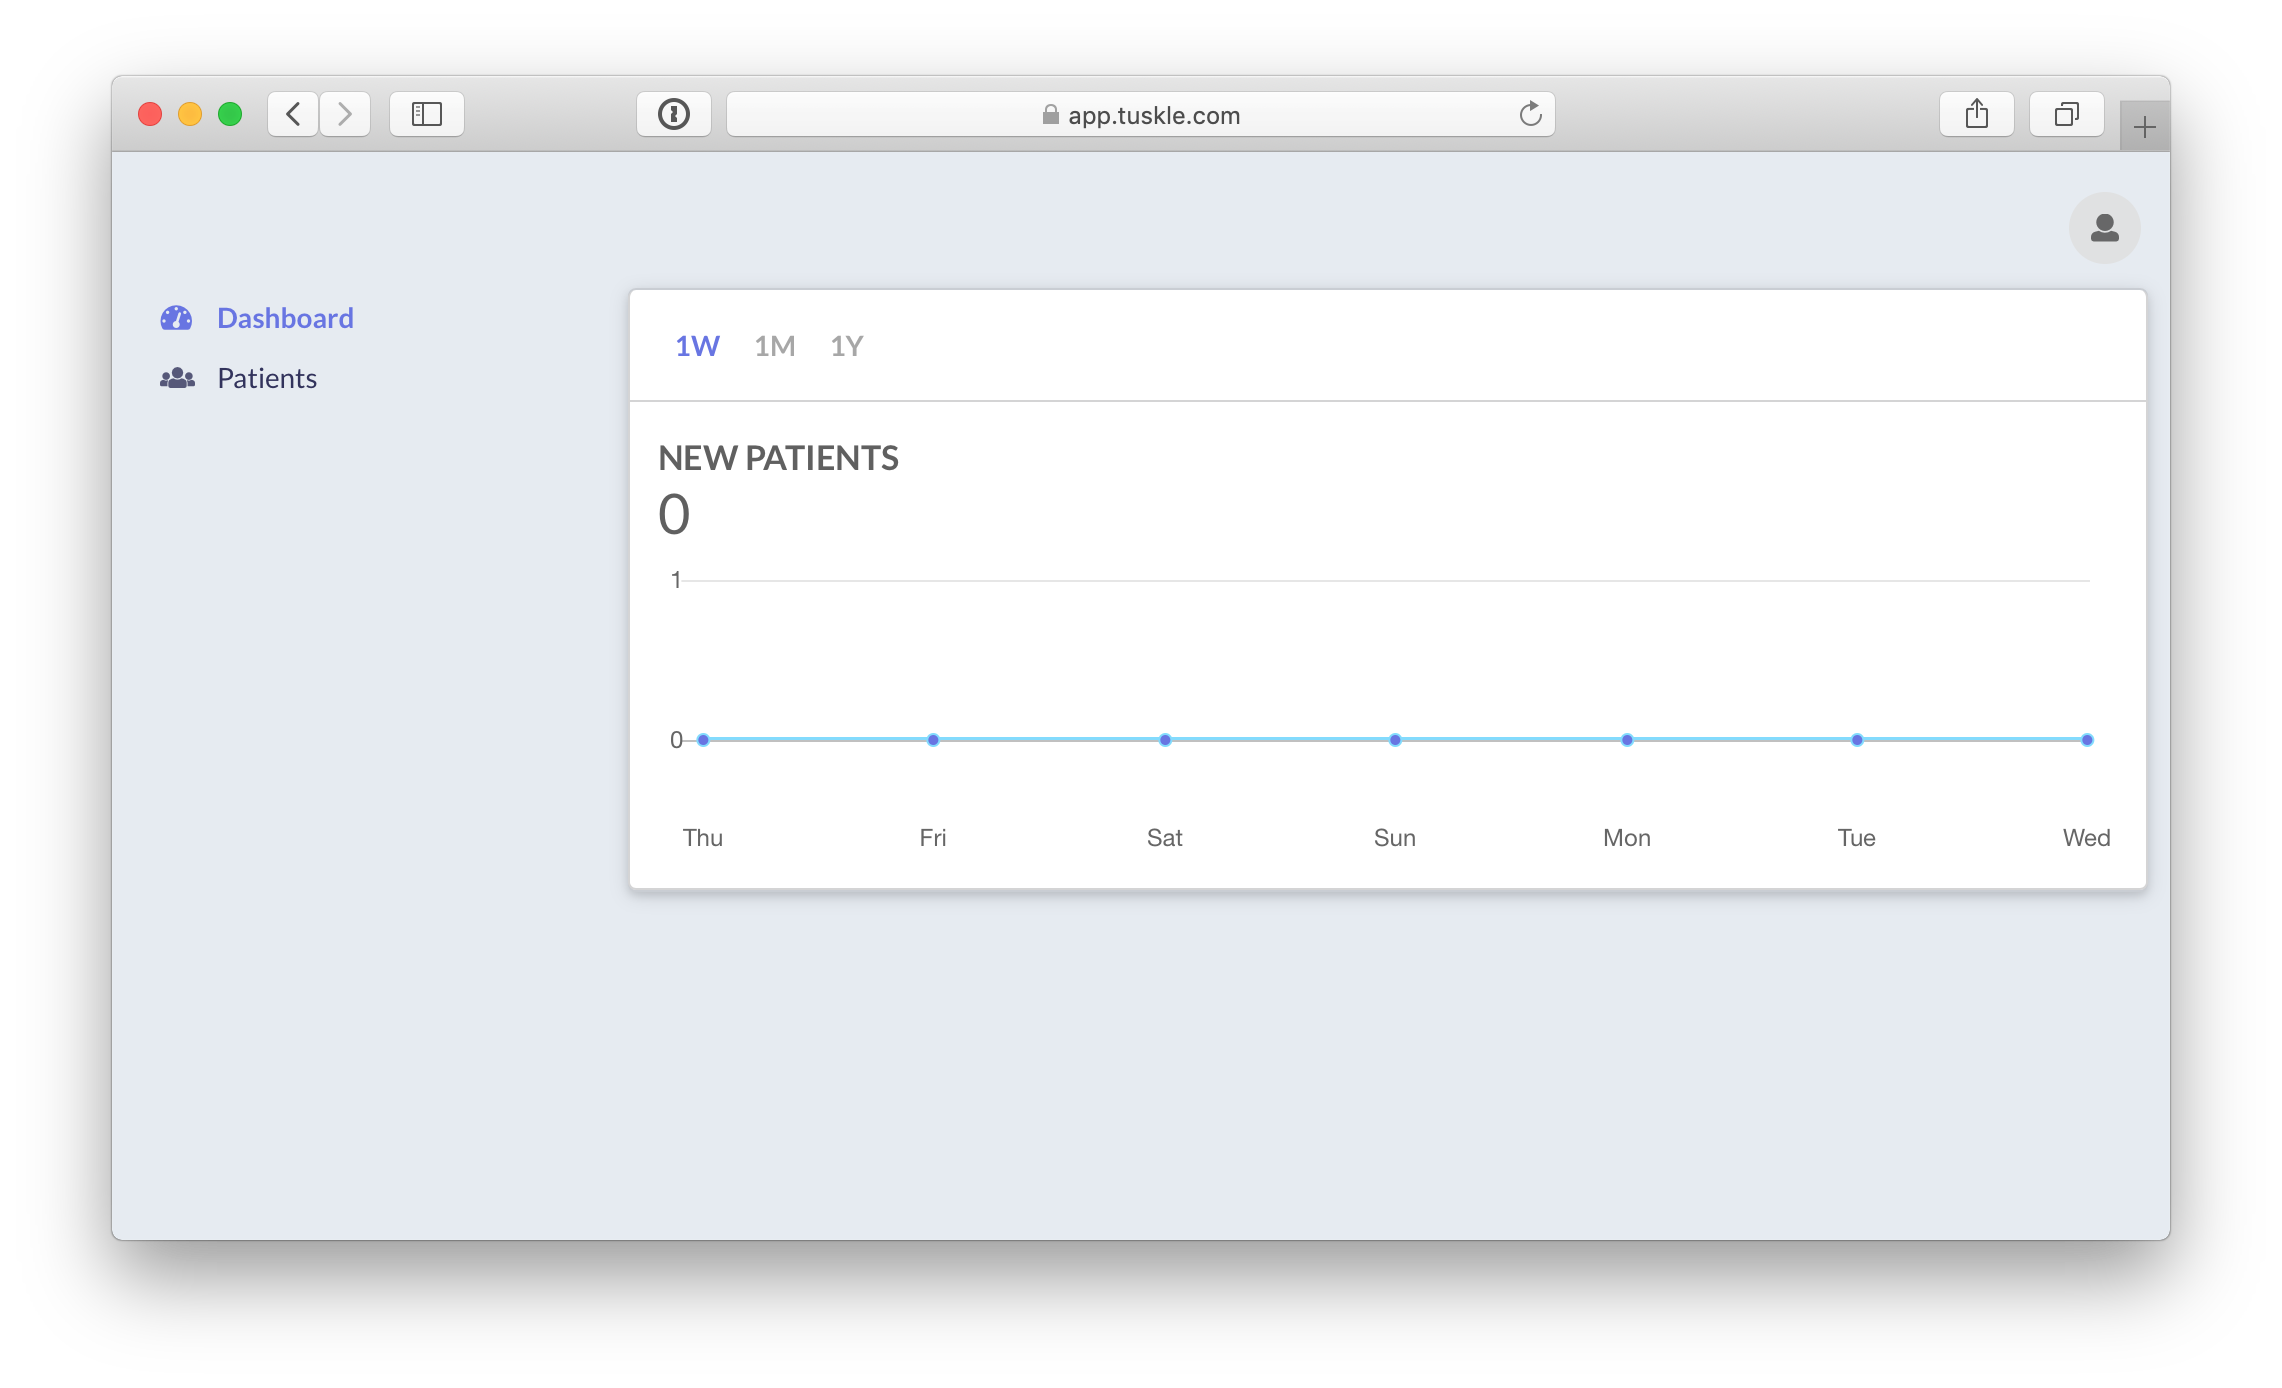 app.tuskle.com
Dashboard
Patients
1W 1M 1Y
NEW PATIENTS
0
1
0
Thu Fri Sat Sun Mon Tue Wed